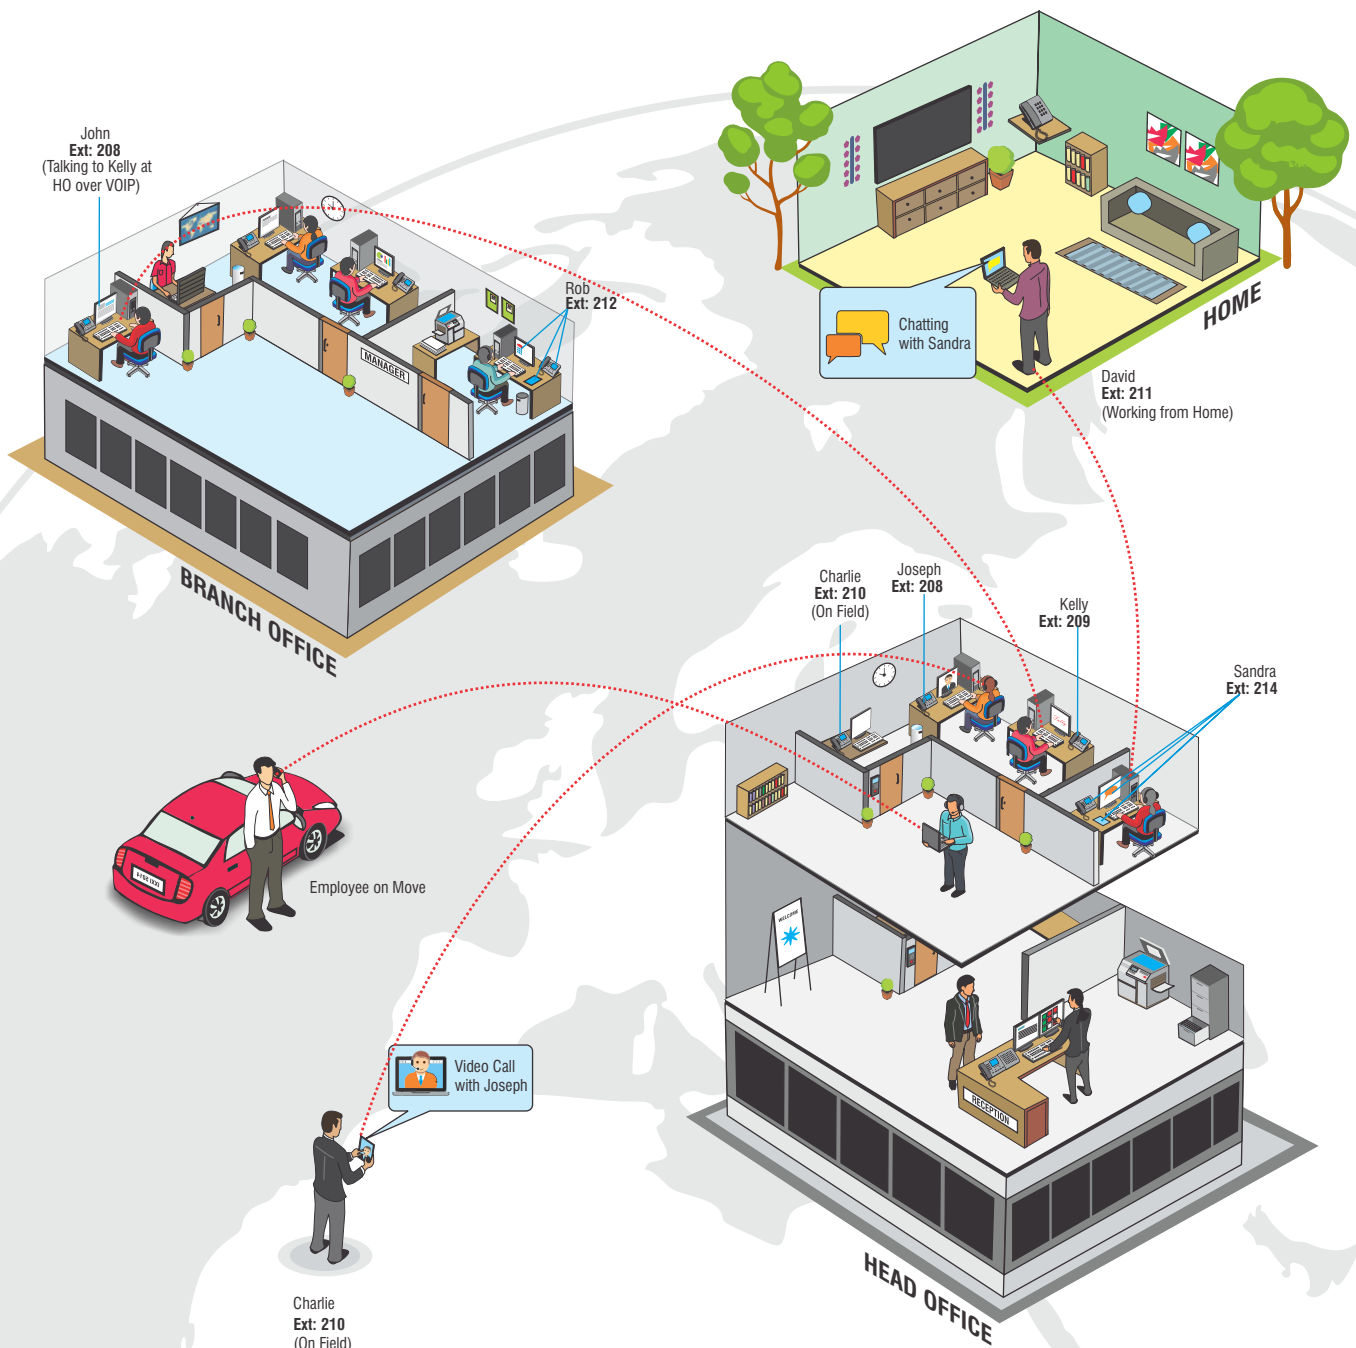 John
Ext: 208
(Talking to Kelly at
HO over VOIP)
Rob
Ext: 212
MANAGER
BRANCH OFFICE
Chatting
with Sandra
HOME
David
Ext: 211
(Working from Home)
Charlie
Ext: 210
(On Field)
Joseph
Ext: 208
Kelly
Ext: 209
Sandra
Ext: 214
Employee on Move
WELCOME
RECEPTION
HEAD OFFICE
Video Call
with Joseph
Charlie
Ext: 210
(On Field)